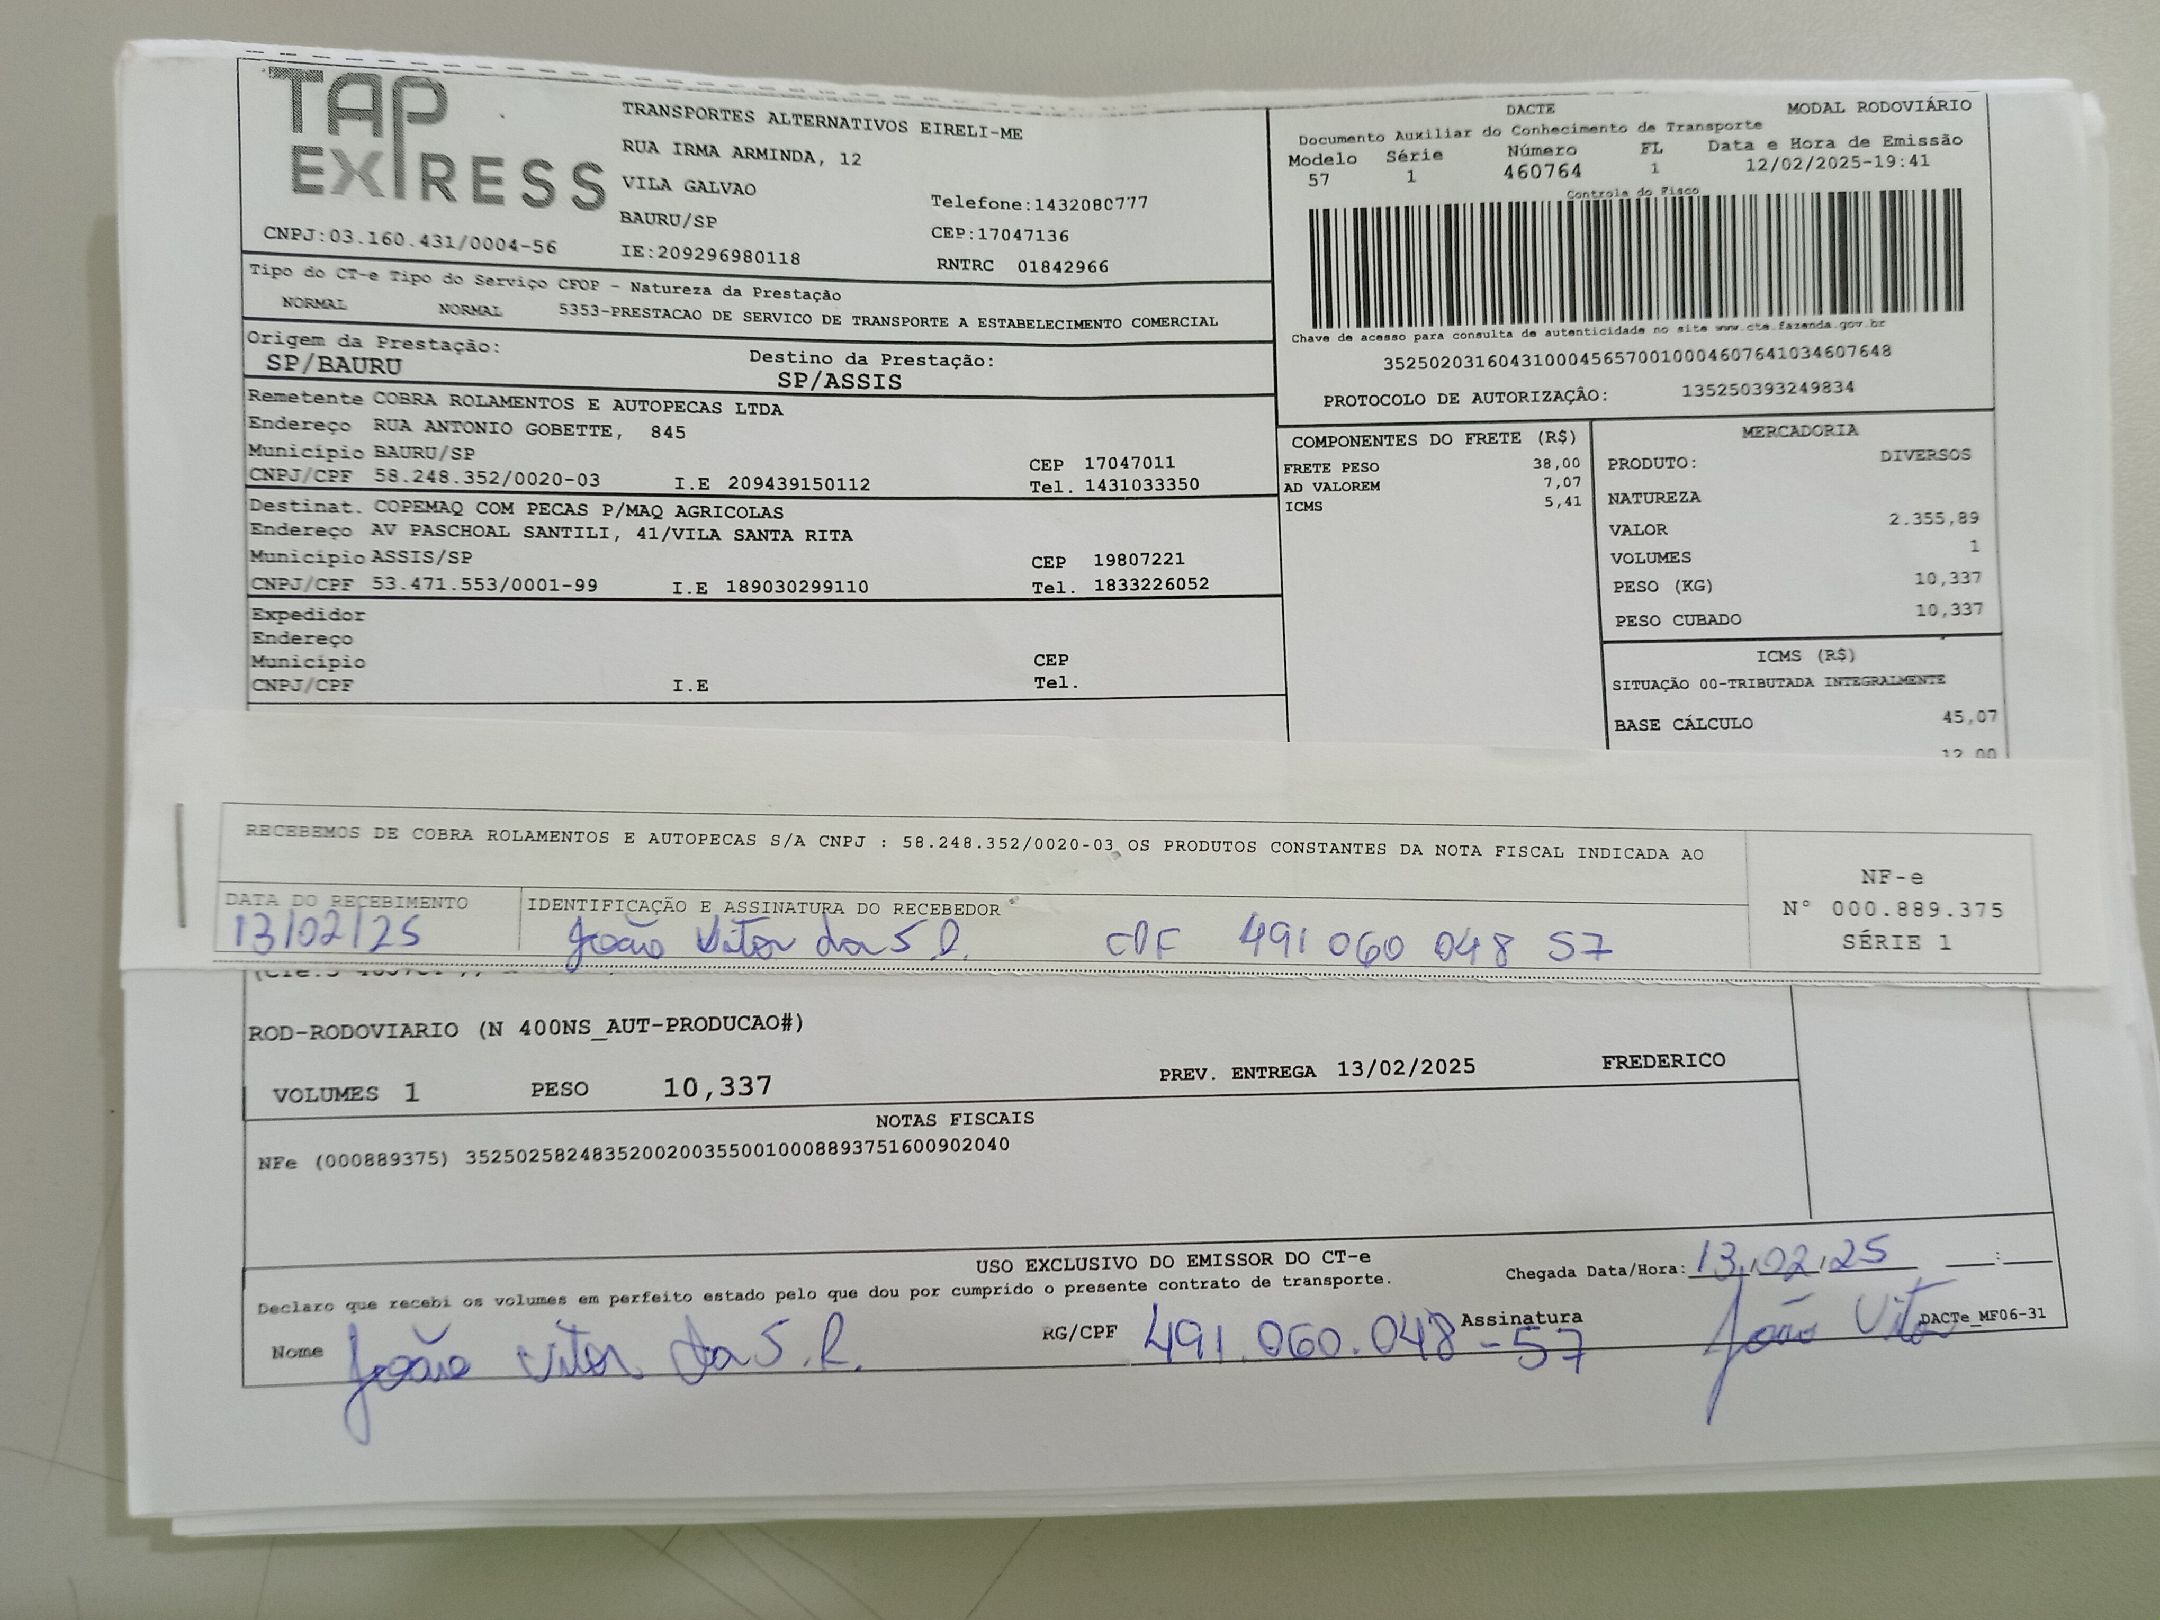 TAP EXPRESS
TRANSPORTES ALTERNATIVOS EIRELI-ME
RUA IRMA ARMINDA, 12
VILA GALVAO
BAURU/SP
Telefone:1432080777
CEP:17047136
CNPJ:03.160.431/0004-56
IE:209296980118
RNTRC 01842966
DACTE MODAL RODOVIÁRIO
Documento Auxiliar do Conhecimento de Transporte
Modelo Série Número FL Data e Hora de Emissão
57 1 460764 1 12/02/2025-19:41
Controle do Fisco
Chave de acesso para consulta de autenticidade no site www.cte.fazenda.gov.br
35250203160431000456570010004607641034607648
PROTOCOLO DE AUTORIZAÇÃO: 135250393249834
Tipo do CT-e Tipo do Serviço CFOP - Natureza da Prestação
NORMAL NORMAL 5353-PRESTACAO DE SERVICO DE TRANSPORTE A ESTABELECIMENTO COMERCIAL
Origem da Prestação: Destino da Prestação:
SP/BAURU SP/ASSIS
Remetente COBRA ROLAMENTOS E AUTOPECAS LTDA
Endereço RUA ANTONIO GOBETTE, 845
Município BAURU/SP CEP 17047011
CNPJ/CPF 58.248.352/0020-03 I.E 209439150112 Tel. 1431033350
Destinat. COPEMAQ COM PECAS P/MAQ AGRICOLAS
Endereço AV PASCHOAL SANTILI, 41/VILA SANTA RITA
Município ASSIS/SP CEP 19807221
CNPJ/CPF 53.471.553/0001-99 I.E 189030299110 Tel. 1833226052
Expedidor
Endereço
Município CEP
CNPJ/CPF I.E Tel.
COMPONENTES DO FRETE (R$)
FRETE PESO 38,00
AD VALOREM 7,07
ICMS 5,41
MERCADORIA
PRODUTO: DIVERSOS
NATUREZA
VALOR 2.355,89
VOLUMES 1
PESO (KG) 10,337
PESO CUBADO 10,337
ICMS (R$)
SITUAÇÃO 00-TRIBUTADA INTEGRALMENTE
BASE CÁLCULO 45,07
12,00
RECEBEMOS DE COBRA ROLAMENTOS E AUTOPECAS S/A CNPJ : 58.248.352/0020-03 OS PRODUTOS CONSTANTES DA NOTA FISCAL INDICADA AO
DATA DO RECEBIMENTO IDENTIFICAÇÃO E ASSINATURA DO RECEBEDOR
13/02/25 João Vitor da S R. CPF 491 060 048 57
NF-e
N° 000.889.375
SÉRIE 1
ROD-RODOVIARIO (N 400NS_AUT-PRODUCAO#)
VOLUMES 1 PESO 10,337 PREV. ENTREGA 13/02/2025 FREDERICO
NOTAS FISCAIS
NFe (000889375) 35250258248352002003550010008893751600902040
USO EXCLUSIVO DO EMISSOR DO CT-e
Declaro que recebi os volumes em perfeito estado pelo que dou por cumprido o presente contrato de transporte.
Chegada Data/Hora: 13/02/25 :
Nome João Vitor da S. R. RG/CPF 491.060.048-57 Assinatura João Vitor
DACTe_MF06-31